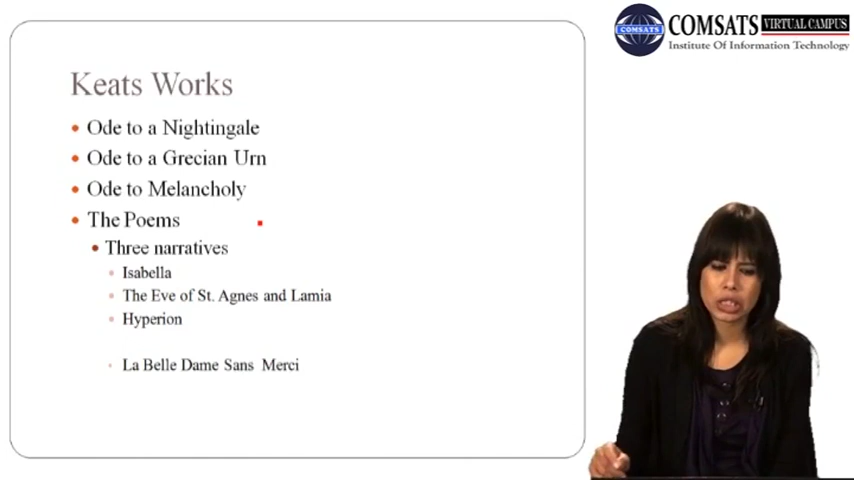 COMSATS VIRTUAL CAMPUS
COMSATS
Institute Of Information Technology
Keats Works
Ode to a Nightingale
Ode to a Grecian Urn
Ode to Melancholy
The Poems
Three narratives
Isabella
The Eve of St. Agnes and Lamia
Hyperion
La Belle Dame Sans Merci